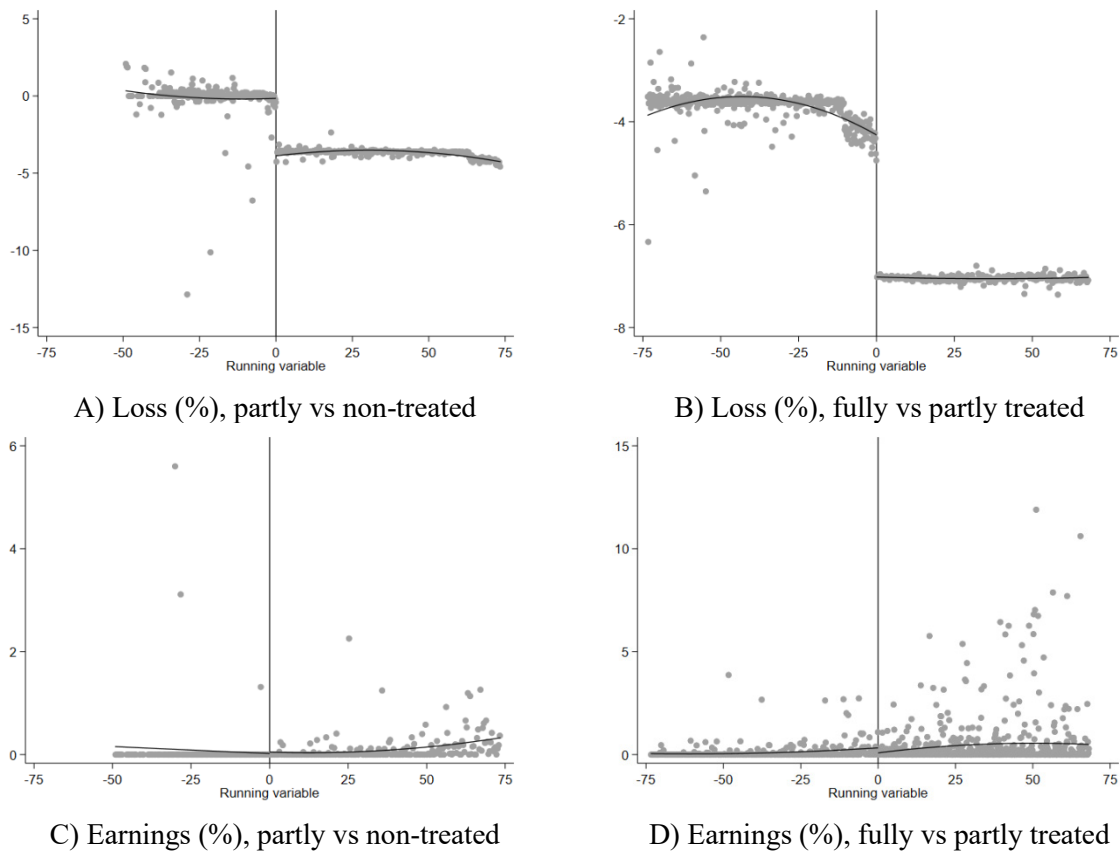 5
0
-5
-10
-15
-75 -50 -25 0 25 50 75
Running variable
A) Loss (%), partly vs non-treated
-2
-4
-6
-8
-75 -50 -25 0 25 50 75
Running variable
B) Loss (%), fully vs partly treated
6
4
2
0
-75 -50 -25 0 25 50 75
Running variable
C) Earnings (%), partly vs non-treated
15
10
5
0
-75 -50 -25 0 25 50 75
Running variable
D) Earnings (%), fully vs partly treated